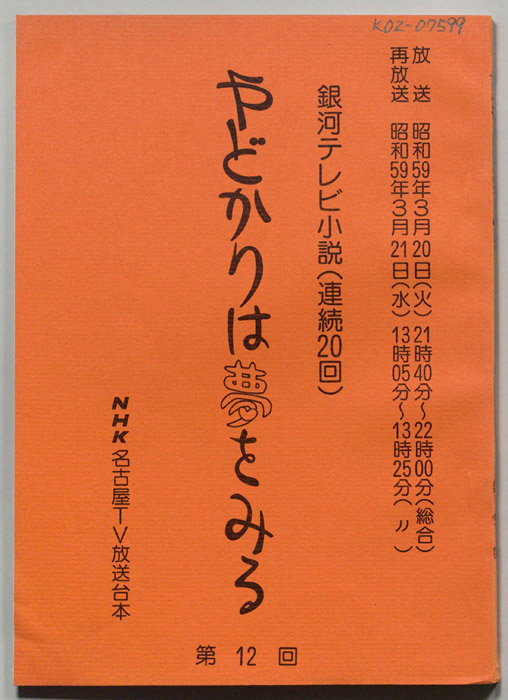 KOZ-07599
放送 昭和59年3月20日(火)21時40分~22時00分(総合)
再放送 昭和59年3月21日(水)13時05分~13時25分(〃)
銀河テレビ小説(連続20回)
やどかりは夢をみる
NHK名古屋TV放送台本
第12回